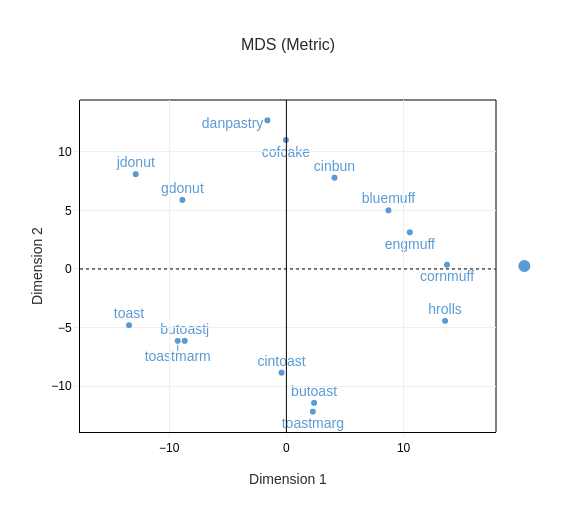 MDS (Metric)
danpastry
cofcake
jdonut
cinbun
gdonut
bluemuff
engmuff
cornmuff
hrolls
toast
butoastj
toastmarm
cintoast
butoast
toastmarg
10
5
0
−5
−10
−10
0
10
Dimension 2
Dimension 1